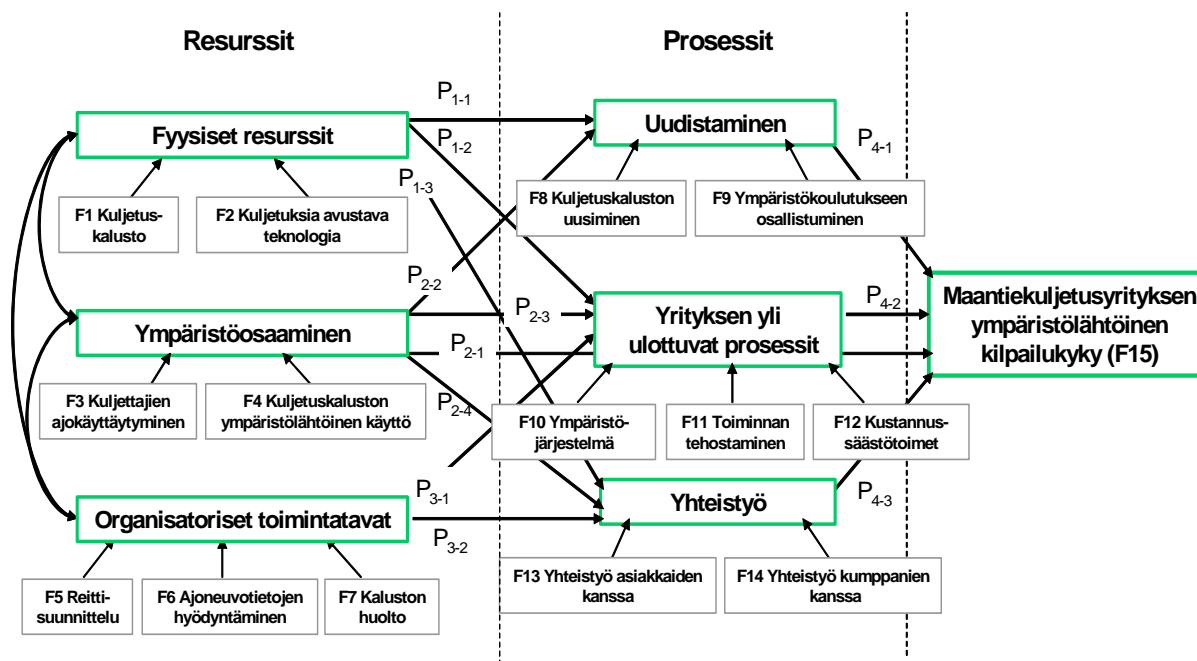 Resurssit
Prosessit
P1-1
P1-2
P1-3
Fyysiset resurssit
F1 Kuljetus-
kalusto
F2 Kuljetuksia avustava
teknologia
Uudistaminen
P4-1
F8 Kuljetuskaluston
uusiminen
F9 Ympäristökoulutukseen
osallistuminen
P2-2
P2-3
P2-1
P2-4
Ympäristöosaaminen
F3 Kuljettajien
ajokäyttäytyminen
F4 Kuljetuskaluston
ympäristölähtöinen käyttö
Yrityksen yli
ulottuvat prosessit
P4-2
F10 Ympäristö-
järjestelmä
F11 Toiminnan
tehostaminen
F12 Kustannus-
säästötoimet
Maantiekuljetusyrityksen
ympäristölähtöinen
kilpailukyky (F15)
P3-1
P3-2
Organisatoriset toimintatavat
F5 Reitti-
suunnittelu
F6 Ajoneuvotietojen
hyödyntäminen
F7 Kaluston
huolto
Yhteistyö
P4-3
F13 Yhteistyö asiakkaiden
kanssa
F14 Yhteistyö kumppanien
kanssa